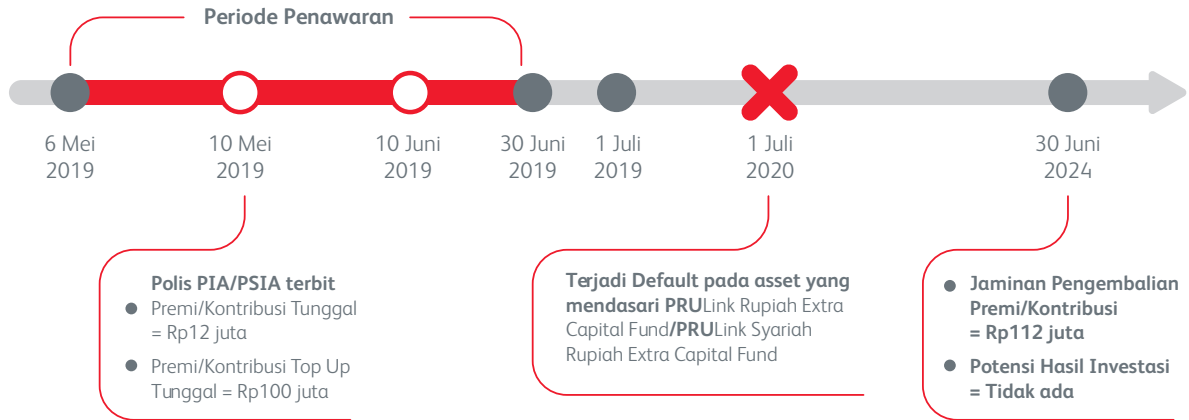 Periode Penawaran
6 Mei
2019
10 Mei
2019
10 Juni
2019
30 Juni
2019
1 Juli
2019
1 Juli
2020
30 Juni
2024
Polis PIA/PSIA terbit
Premi/Kontribusi Tunggal
= Rp12 juta
Premi/Kontribusi Top Up
Tunggal = Rp100 juta
Terjadi Default pada asset yang
mendasari PRULink Rupiah Extra
Capital Fund/PRULink Syariah
Rupiah Extra Capital Fund
Jaminan Pengembalian
Premi/Kontribusi
= Rp112 juta
Potensi Hasil Investasi
= Tidak ada